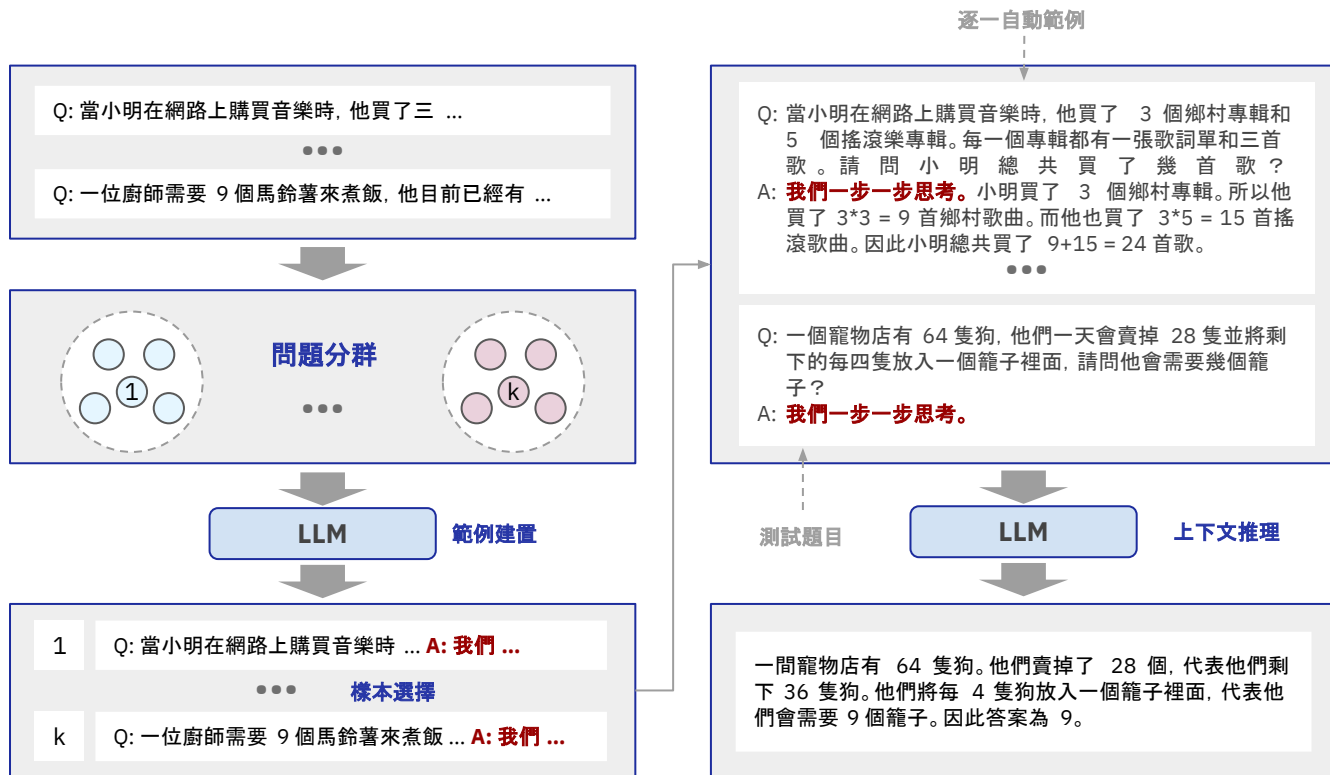 Q: 當小明在網路上購買音樂時, 他買了三 ...
•••
Q: 一位廚師需要 9 個馬鈴薯來煮飯, 他目前已經有 ...
問題分群
1
•••
k
LLM
範例建置
1
Q: 當小明在網路上購買音樂時 ... A: 我們 ...
•••
樣本選擇
k
Q: 一位廚師需要 9 個馬鈴薯來煮飯 ... A: 我們 ...
逐一自動範例
Q: 當小明在網路上購買音樂時, 他買了 3 個鄉村專輯和
5 個搖滾樂專輯。每一個專輯都有一張歌詞單和三首
歌。請問小明總共買了幾首歌?
A: 我們一步一步思考。小明買了 3 個鄉村專輯。所以他
買了 3*3 = 9 首鄉村歌曲。而他也買了 3*5 = 15 首搖
滾歌曲。因此小明總共買了 9+15 = 24 首歌。
•••
Q: 一個寵物店有 64 隻狗, 他們一天會賣掉 28 隻並將剩
下的每四隻放入一個籠子裡面, 請問他會需要幾個籠
子?
A: 我們一步一步思考。
測試題目
LLM
上下文推理
一間寵物店有 64 隻狗。他們賣掉了 28 個, 代表他們剩
下 36 隻狗。他們將每 4 隻狗放入一個籠子裡面, 代表他
們會需要 9 個籠子。因此答案為 9。